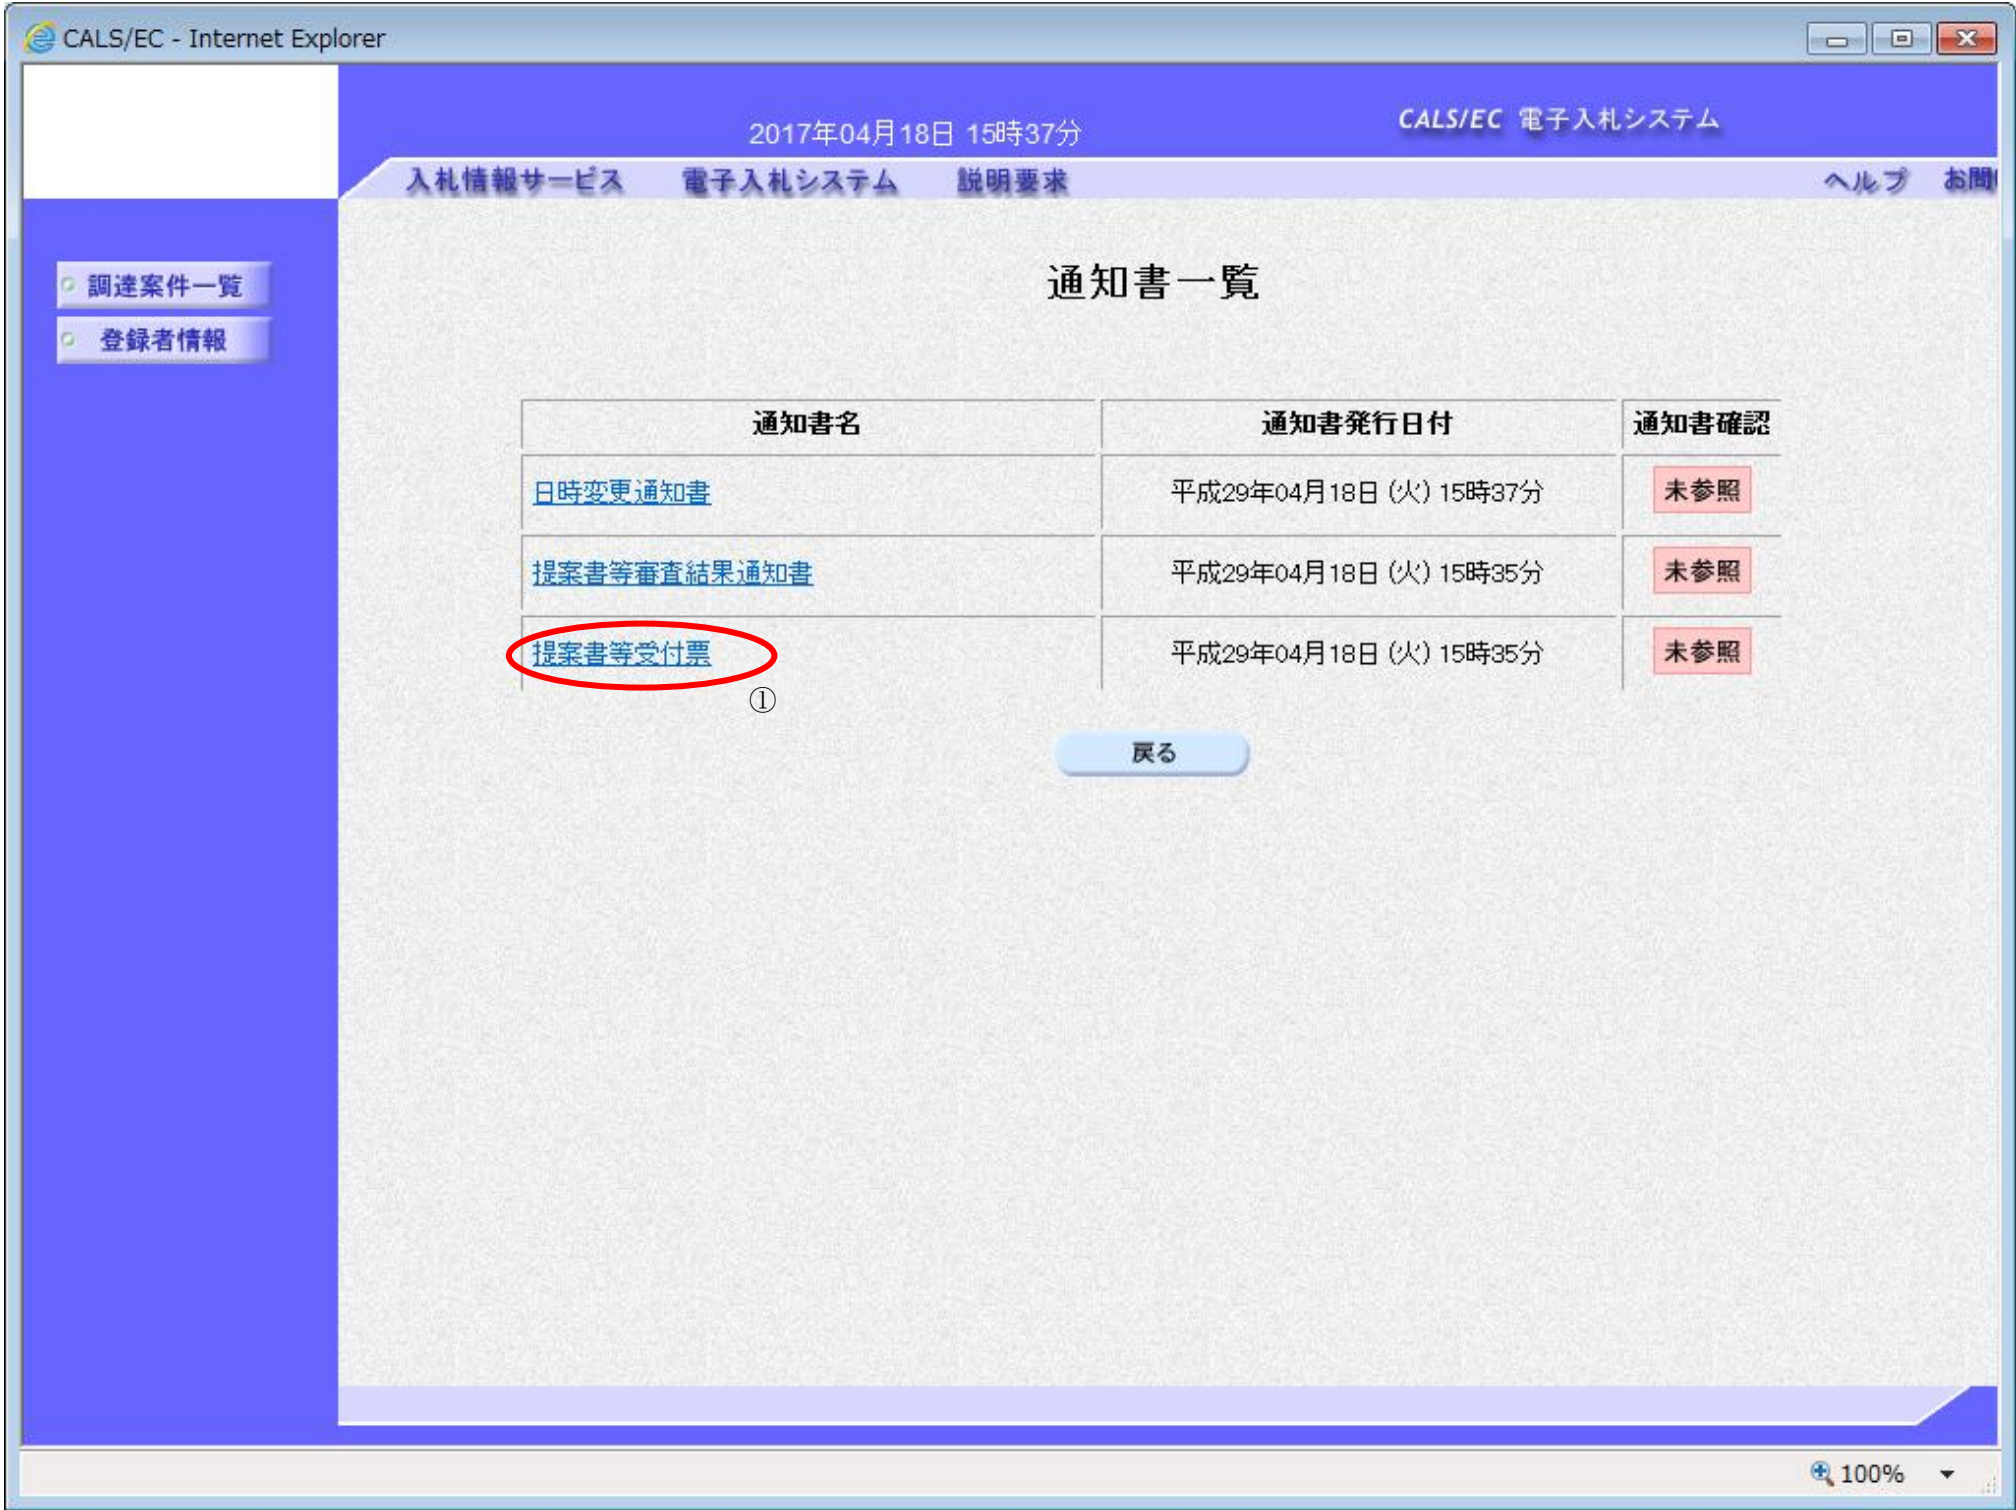 CALS/EC - Internet Explorer
2017年04月18日 15時37分
CALS/EC 電子入札システム
入札情報サービス 電子入札システム 説明要求 ヘルプ お問
調達案件一覧
登録者情報
通知書一覧
通知書名 通知書発行日付 通知書確認
日時変更通知書 平成29年04月18日 (火) 15時37分 未参照
提案書等審査結果通知書 平成29年04月18日 (火) 15時35分 未参照
提案書等受付票 平成29年04月18日 (火) 15時35分 未参照
①
戻る
100%